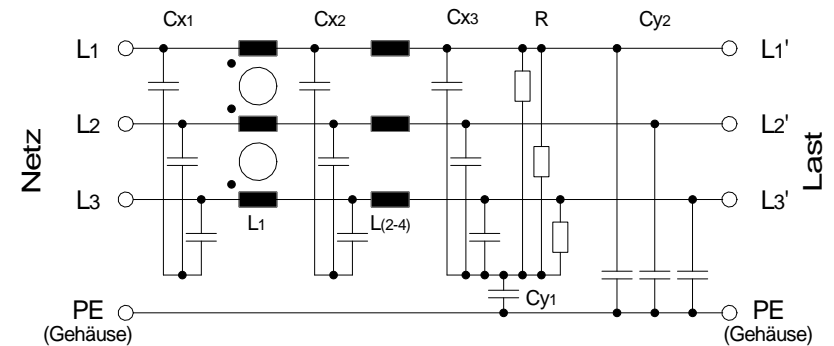 Cx1 Cx2 Cx3 R Cy2
L1 L1'
Netz
L2 L2'
Last
L3 L3'
L1 L(2-4)
Cy1
PE PE
(Gehäuse) (Gehäuse)